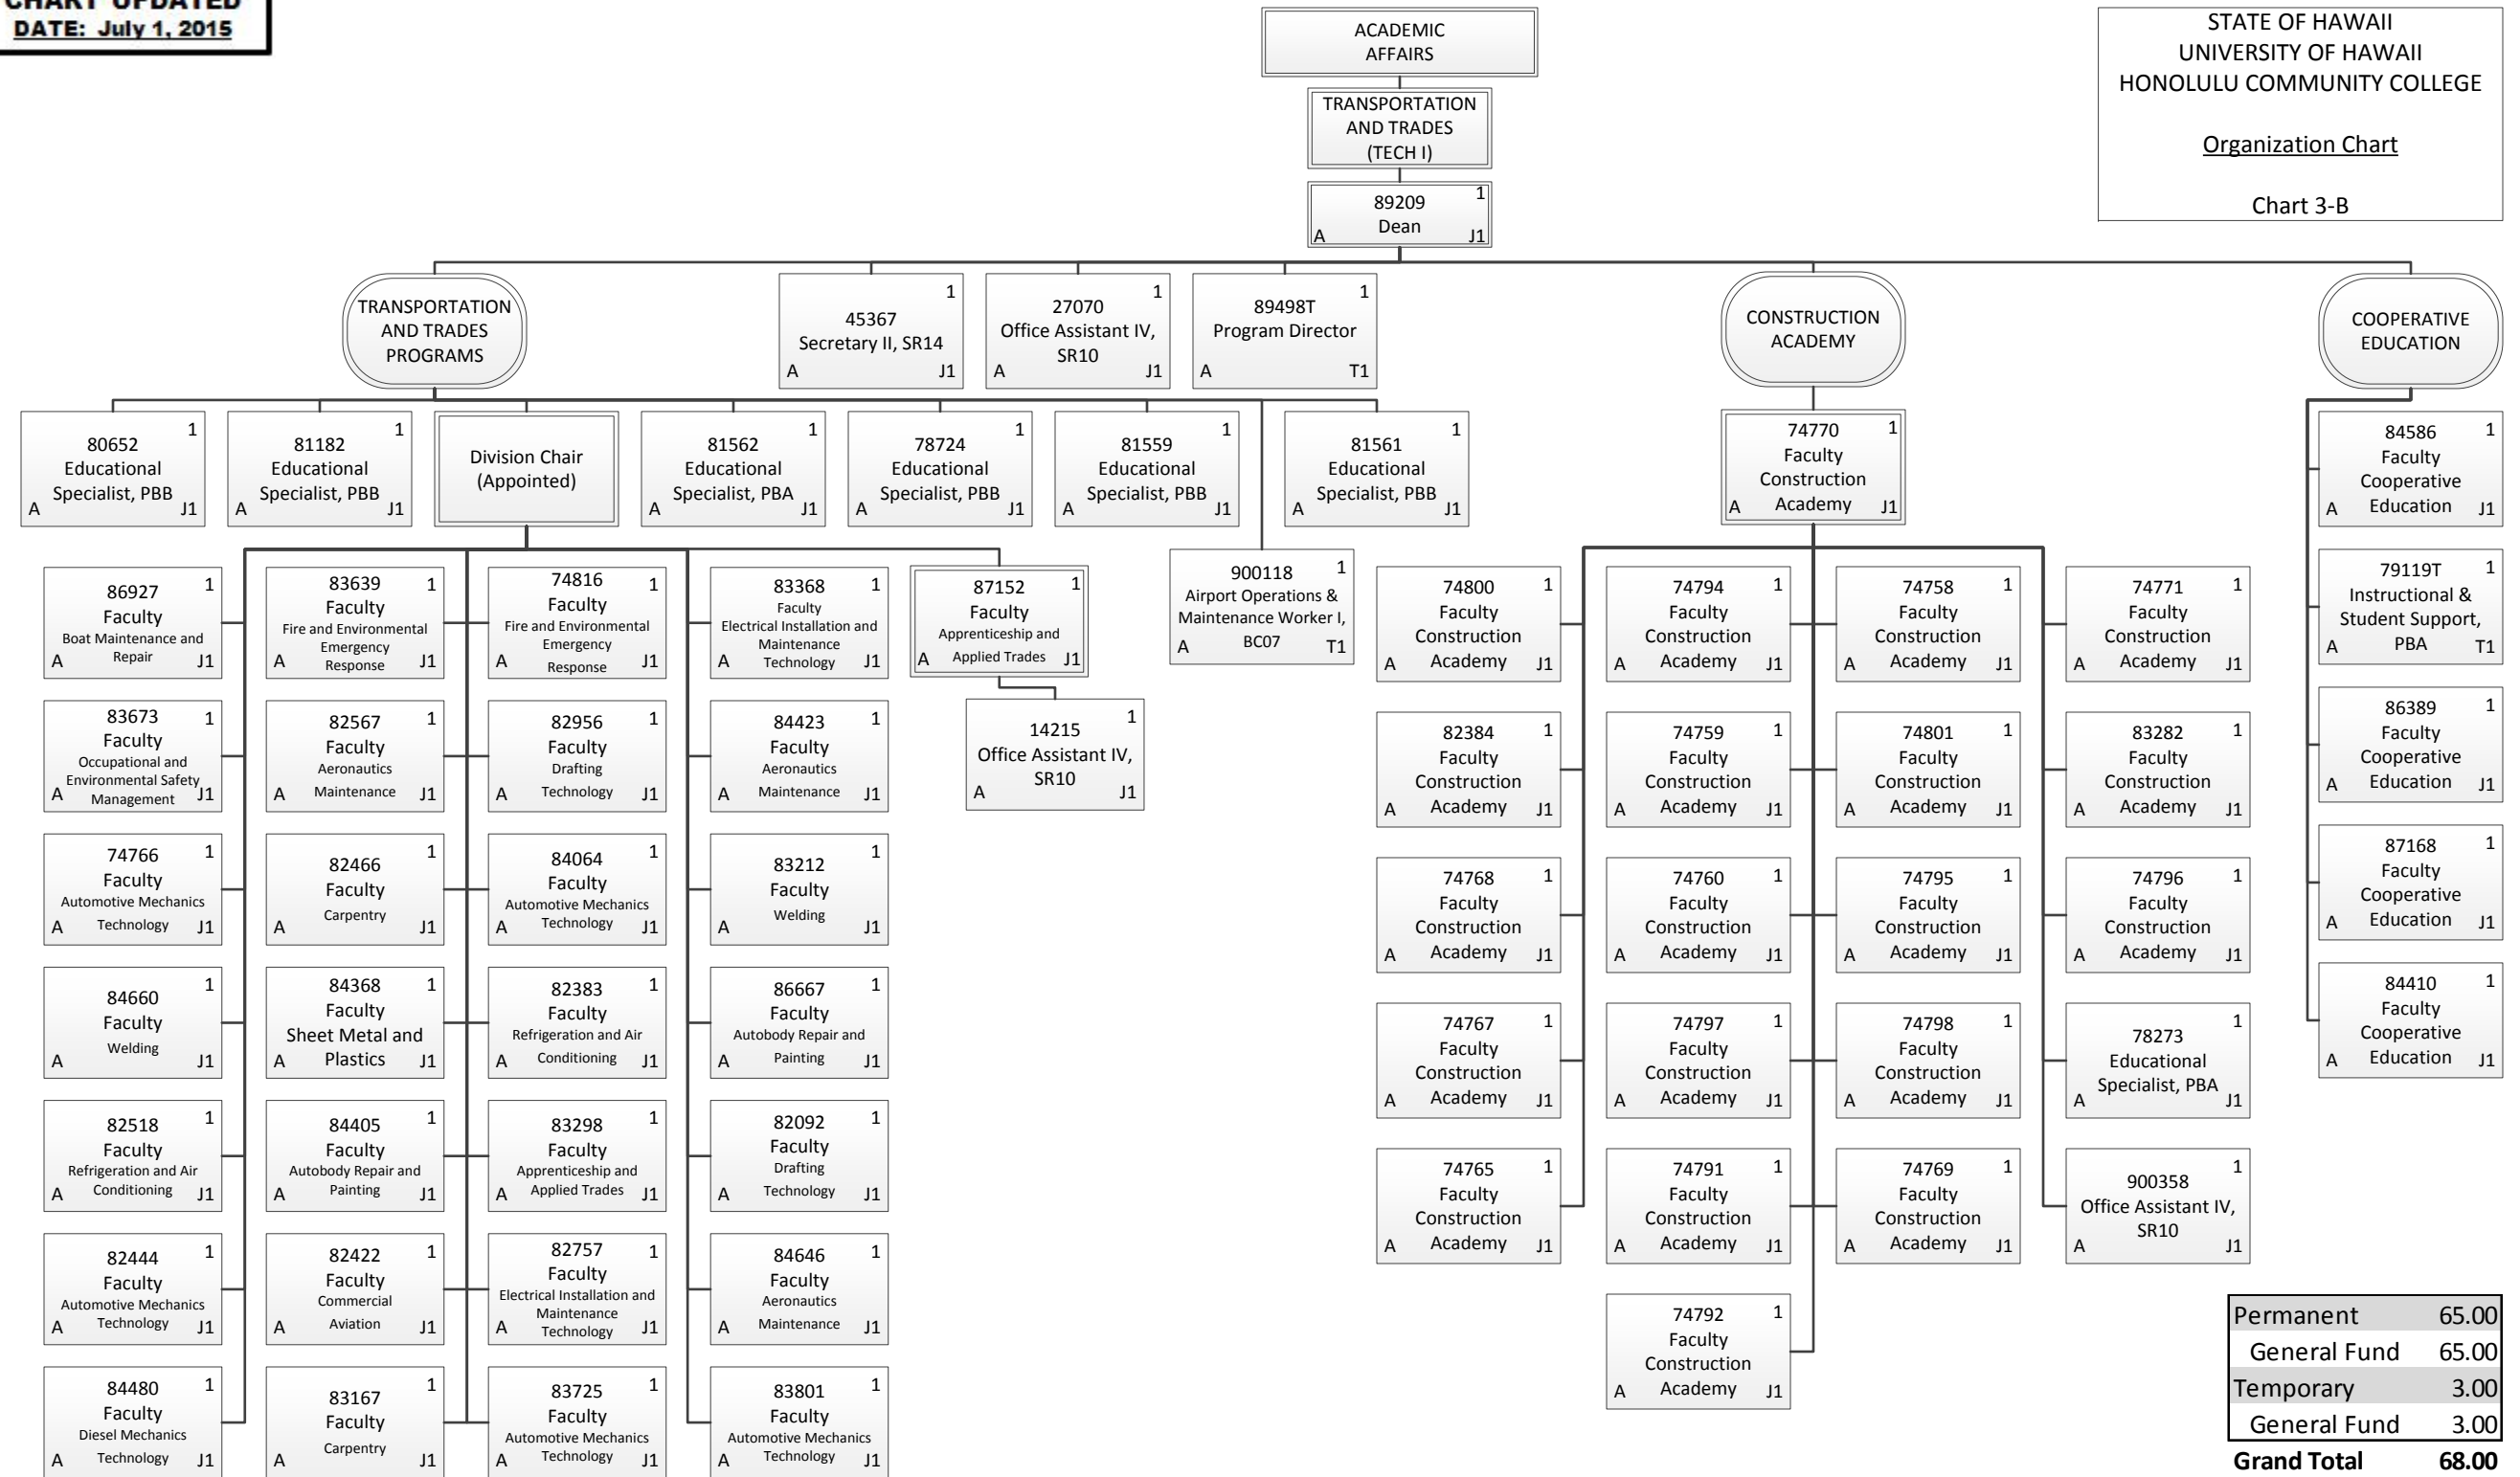 CHART UPDATED
DATE: July 1, 2015
ACADEMIC
AFFAIRS
STATE OF HAWAII
UNIVERSITY OF HAWAII
HONOLULU COMMUNITY COLLEGE
Organization Chart
Chart 3-B
TRANSPORTATION
AND TRADES
(TECH I)
1
89209
Dean
A J1
TRANSPORTATION
AND TRADES
PROGRAMS
1
45367
Secretary II, SR14
A J1
1
27070
Office Assistant IV,
SR10
A J1
1
89498T
Program Director
A T1
CONSTRUCTION
ACADEMY
COOPERATIVE
EDUCATION
80652 1
Educational
Specialist, PBB
A J1
81182 1
Educational
Specialist, PBB
A J1
Division Chair
(Appointed)
81562 1
Educational
Specialist, PBA
A J1
78724 1
Educational
Specialist, PBB
A J1
81559 1
Educational
Specialist, PBB
A J1
81561 1
Educational
Specialist, PBB
A J1
74770 1
Faculty
Construction
A Academy J1
84586 1
Faculty
Cooperative
A Education J1
86927 1
Faculty
Boat Maintenance and
A Repair J1
83639 1
Faculty
Fire and Environmental
Emergency
A Response J1
74816 1
Faculty
Fire and Environmental
Emergency
A Response J1
83368 1
Faculty
Electrical Installation and
Maintenance
A Technology J1
87152 1
Faculty
Apprenticeship and
A Applied Trades J1
900118 1
Airport Operations &
Maintenance Worker I,
A BC07 T1
74800 1
Faculty
Construction
A Academy J1
74794 1
Faculty
Construction
A Academy J1
74758 1
Faculty
Construction
A Academy J1
74771 1
Faculty
Construction
A Academy J1
79119T 1
Instructional &
Student Support,
A PBA T1
83673 1
Faculty
Occupational and
Environmental Safety
A Management J1
82567 1
Faculty
Aeronautics
A Maintenance J1
82956 1
Faculty
Drafting
A Technology J1
84423 1
Faculty
Aeronautics
A Maintenance J1
14215 1
Office Assistant IV,
SR10
A J1
82384 1
Faculty
Construction
A Academy J1
74759 1
Faculty
Construction
A Academy J1
74801 1
Faculty
Construction
A Academy J1
83282 1
Faculty
Construction
A Academy J1
86389 1
Faculty
Cooperative
A Education J1
74766 1
Faculty
Automotive Mechanics
A Technology J1
82466 1
Faculty
Carpentry
A J1
84064 1
Faculty
Automotive Mechanics
A Technology J1
83212 1
Faculty
Welding
A J1
74768 1
Faculty
Construction
A Academy J1
74760 1
Faculty
Construction
A Academy J1
74795 1
Faculty
Construction
A Academy J1
74796 1
Faculty
Construction
A Academy J1
87168 1
Faculty
Cooperative
A Education J1
84660 1
Faculty
Welding
A J1
84368 1
Faculty
Sheet Metal and
A Plastics J1
82383 1
Faculty
Refrigeration and Air
A Conditioning J1
86667 1
Faculty
Autobody Repair and
A Painting J1
74767 1
Faculty
Construction
A Academy J1
74797 1
Faculty
Construction
A Academy J1
74798 1
Faculty
Construction
A Academy J1
78273 1
Educational
Specialist, PBA
A J1
84410 1
Faculty
Cooperative
A Education J1
82518 1
Faculty
Refrigeration and Air
A Conditioning J1
84405 1
Faculty
Autobody Repair and
A Painting J1
83298 1
Faculty
Apprenticeship and
A Applied Trades J1
82092 1
Faculty
Drafting
A Technology J1
74765 1
Faculty
Construction
A Academy J1
74791 1
Faculty
Construction
A Academy J1
74769 1
Faculty
Construction
A Academy J1
900358 1
Office Assistant IV,
SR10
A J1
82444 1
Faculty
Automotive Mechanics
A Technology J1
82422 1
Faculty
Commercial
A Aviation J1
82757 1
Faculty
Electrical Installation and
Maintenance
A Technology J1
84646 1
Faculty
Aeronautics
A Maintenance J1
74792 1
Faculty
Construction
A Academy J1
84480 1
Faculty
Diesel Mechanics
A Technology J1
83167 1
Faculty
Carpentry
A J1
83725 1
Faculty
Automotive Mechanics
A Technology J1
83801 1
Faculty
Automotive Mechanics
A Technology J1
Permanent 65.00
General Fund 65.00
Temporary 3.00
General Fund 3.00
Grand Total 68.00